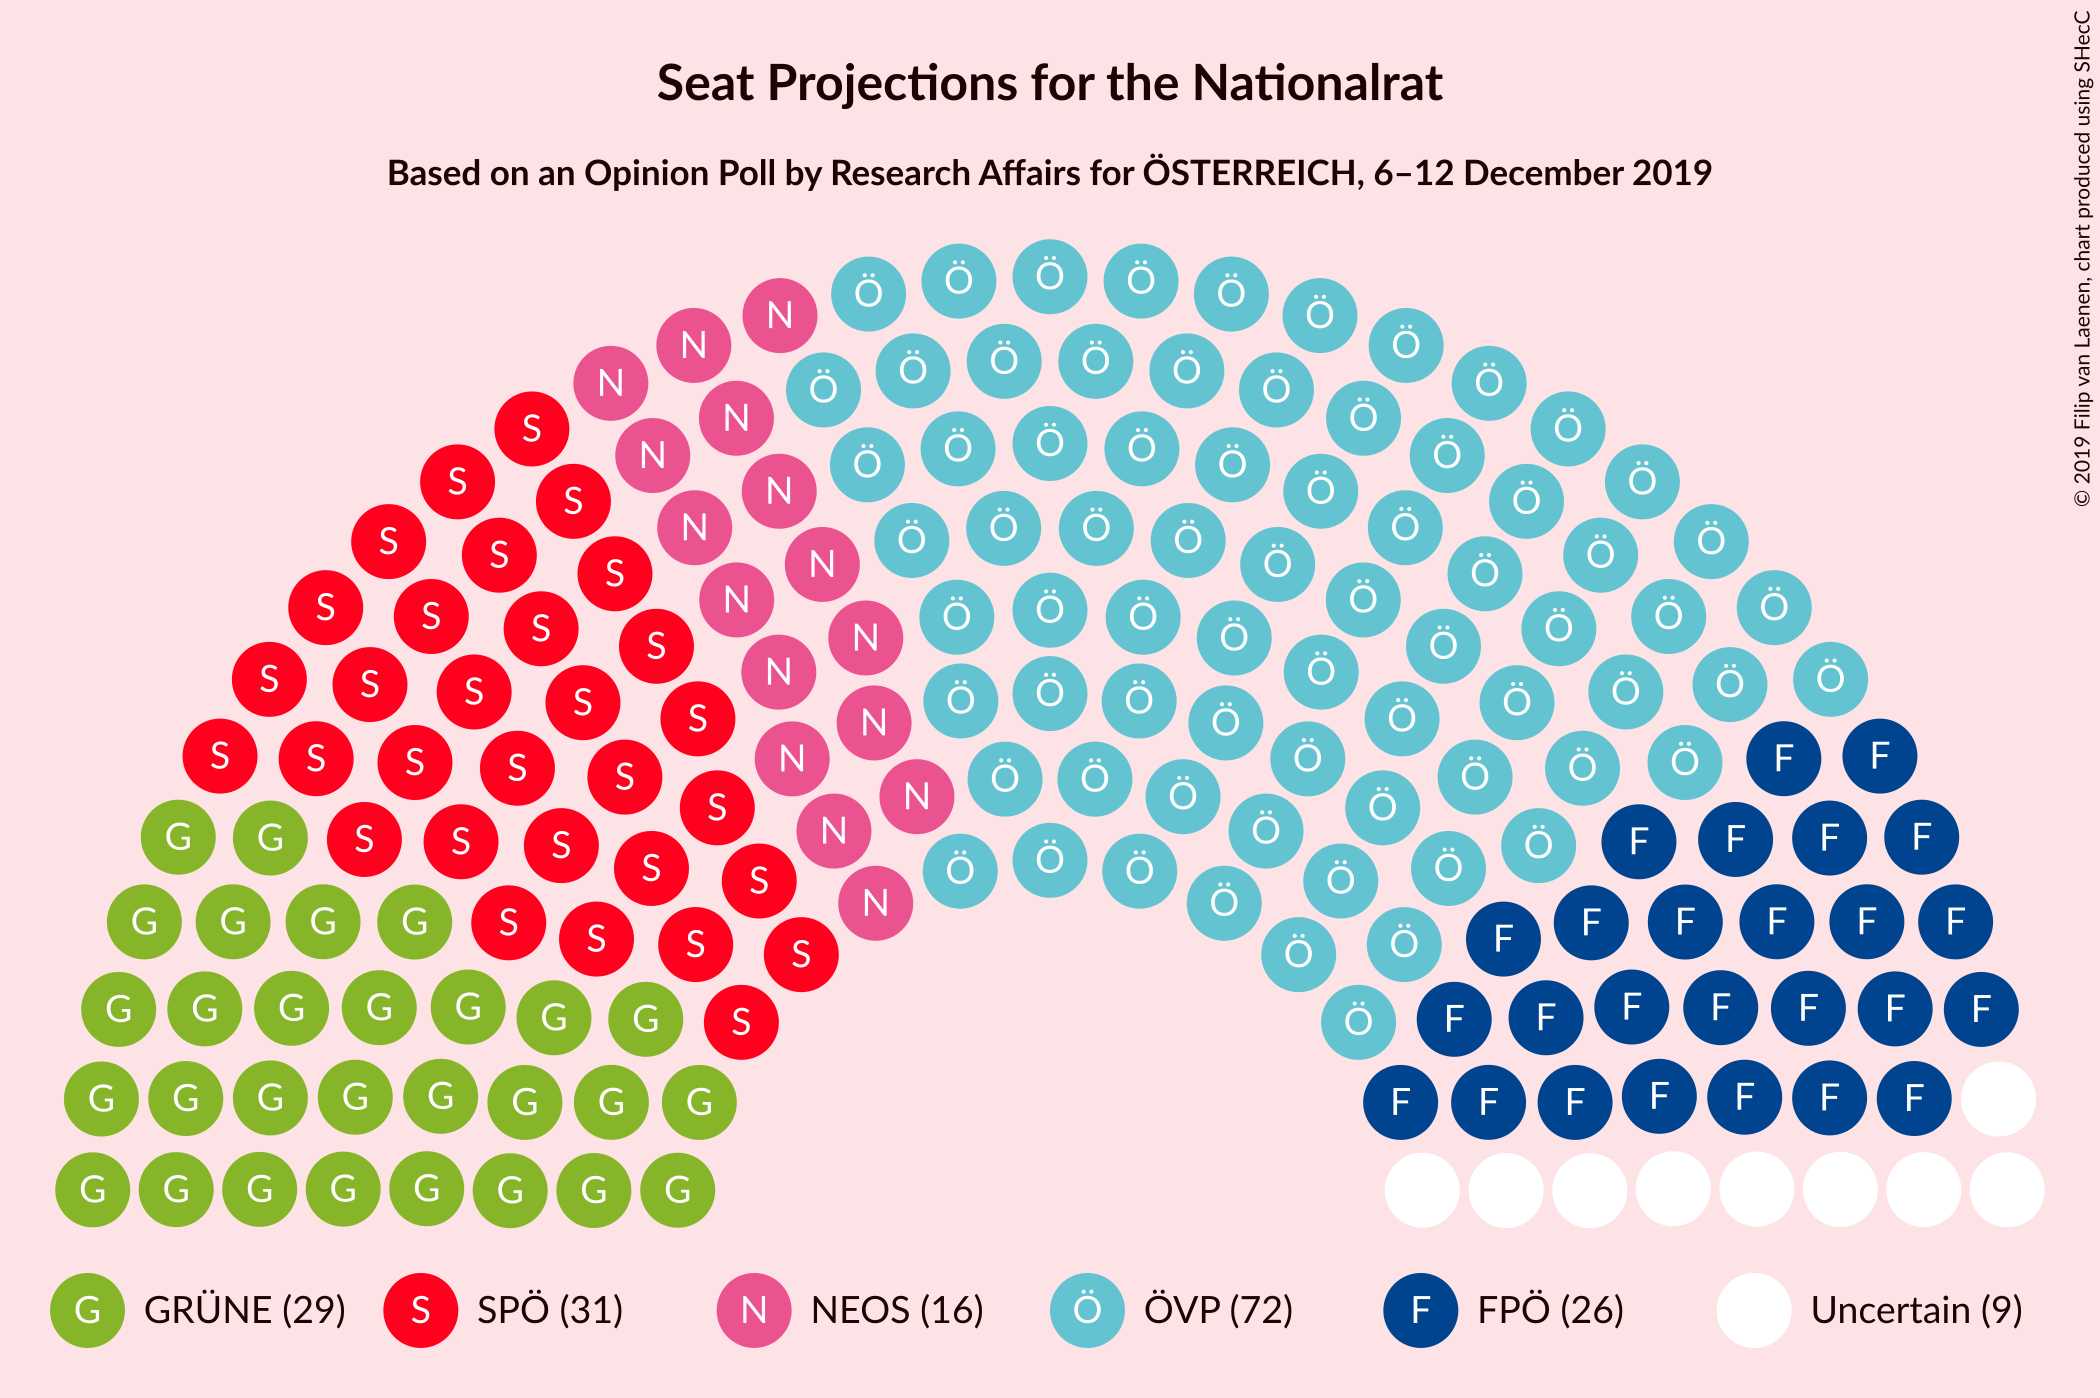 Seat Projections for the Nationalrat
Based on an Opinion Poll by Research Affairs for ÖSTERREICH, 6–12 December 2019
© 2019 Filip van Laenen, chart produced using SHecC
Ö Ö Ö Ö Ö
N Ö
N Ö
N Ö Ö Ö Ö Ö Ö
N Ö
S Ö
N Ö
N Ö
S Ö Ö Ö Ö Ö Ö
N Ö
S Ö
N Ö
S Ö Ö Ö Ö Ö Ö
S Ö
N Ö
S Ö
S Ö
S Ö Ö Ö Ö
S Ö
N Ö
S Ö
S Ö
N Ö
S Ö Ö Ö Ö
S Ö
S Ö
S Ö
S N Ö
S N Ö Ö Ö Ö Ö F
S S N Ö Ö F
S S Ö Ö
S Ö Ö Ö
N Ö
S Ö
G G N Ö F F
S S S Ö F F
S Ö Ö Ö Ö
S Ö
N Ö
G G G G S F F F F F
S S F
S Ö
G G G G G G G S Ö F F F F F F F
G G G G G G G G F F F F F F F
G G G G G G G G
G GRÜNE (29) S SPÖ (31) N NEOS (16) Ö ÖVP (72) F FPÖ (26) Uncertain (9)